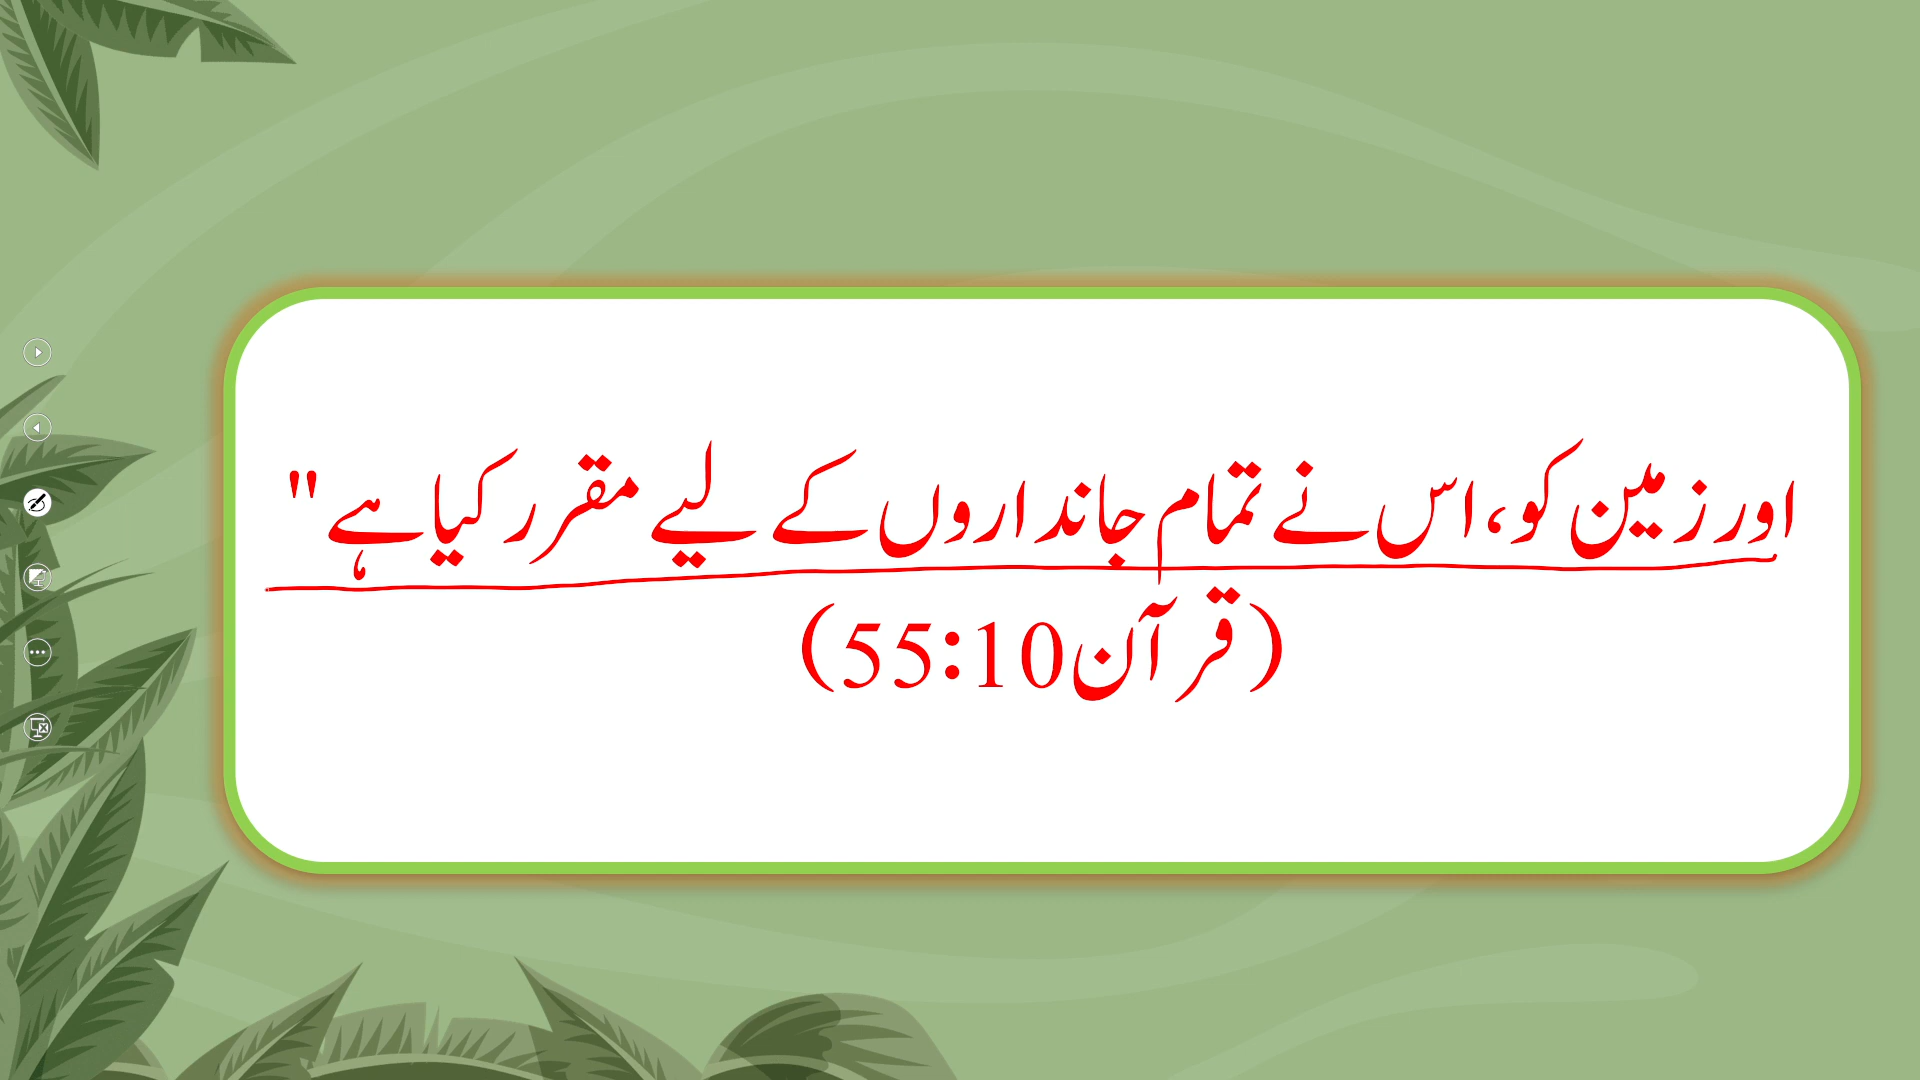 اور زمین کو، اس نے تمام جانداروں کے لیے مقرر کیا ہے"
(قرآن 55:10)